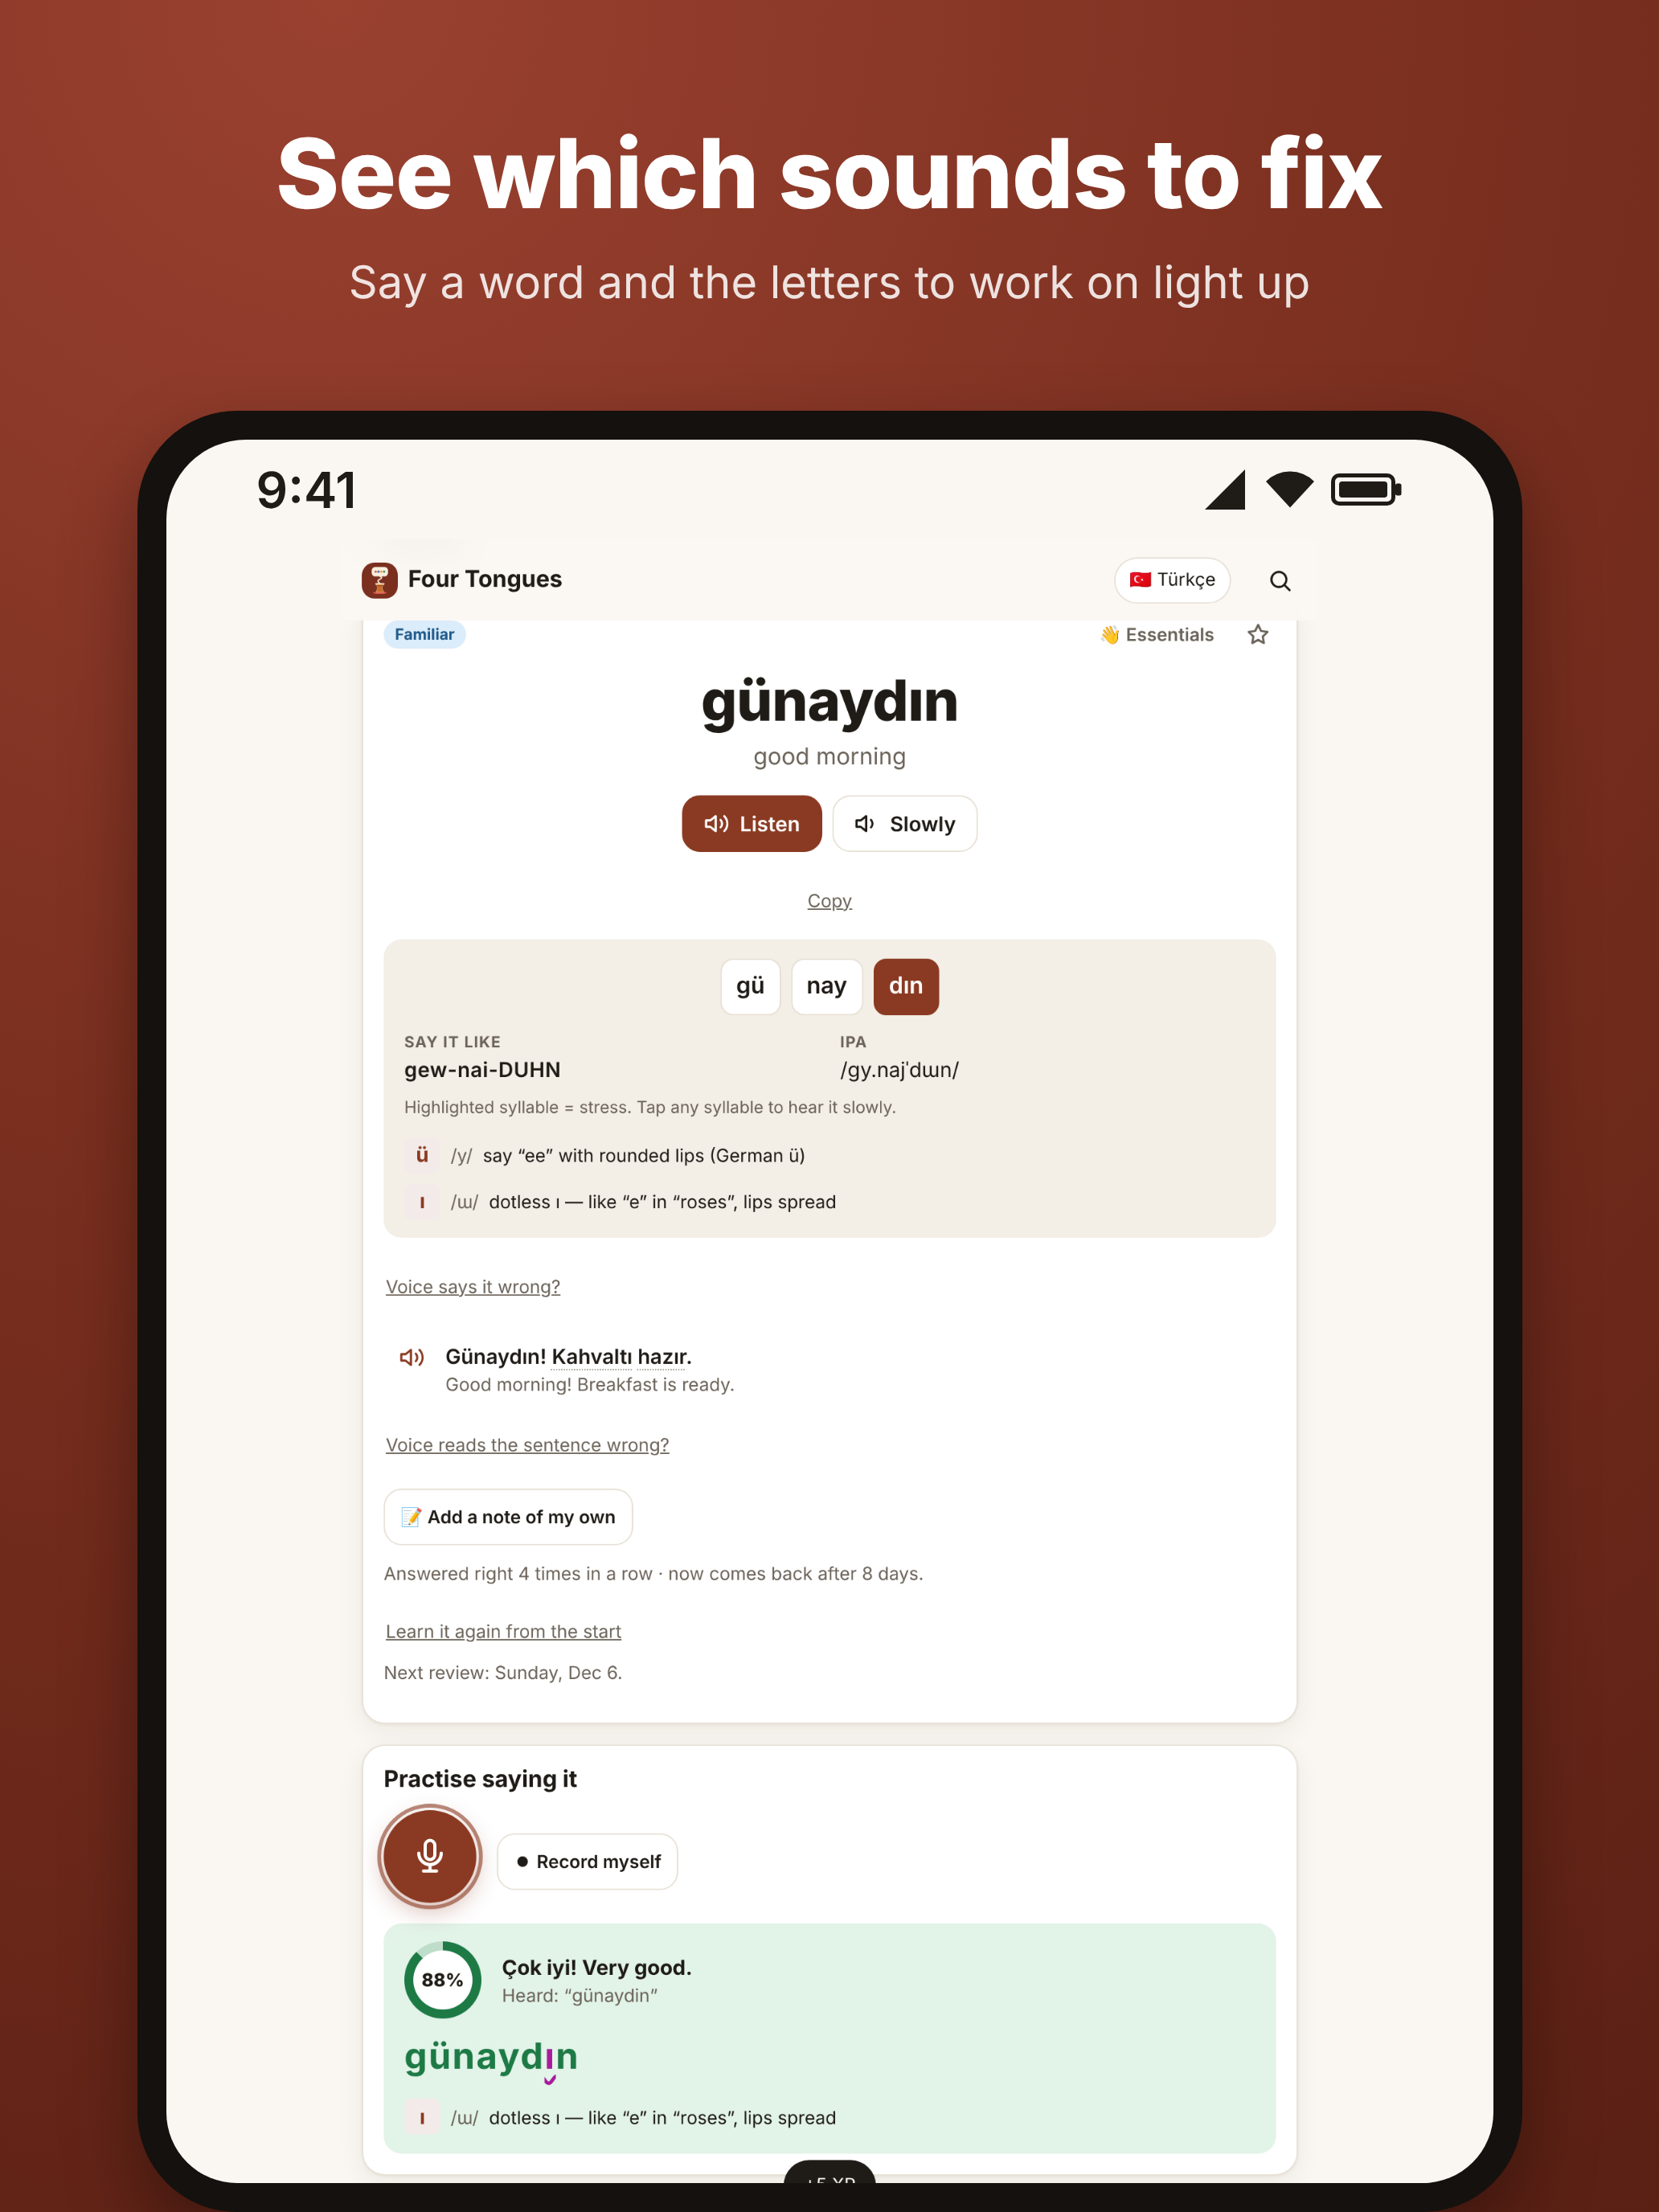 See which sounds to fix
Say a word and the letters to work on light up
9:41
Four Tongues
🇹🇷 Türkçe
Familiar
👋 Essentials
günaydın
good morning
Listen
Slowly
Copy
gü nay dın
SAY IT LIKE
gew-nai-DUHN
IPA
/gy.najˈdɯn/
Highlighted syllable = stress. Tap any syllable to hear it slowly.
ü /y/ say “ee” with rounded lips (German ü)
ı /ɯ/ dotless ı — like “e” in “roses”, lips spread
Voice says it wrong?
Günaydın! Kahvaltı hazır.
Good morning! Breakfast is ready.
Voice reads the sentence wrong?
📝 Add a note of my own
Answered right 4 times in a row · now comes back after 8 days.
Learn it again from the start
Next review: Sunday, Dec 6.
Practise saying it
Record myself
88%
Çok iyi! Very good.
Heard: “günaydin”
günaydın
ı /ɯ/ dotless ı — like “e” in “roses”, lips spread